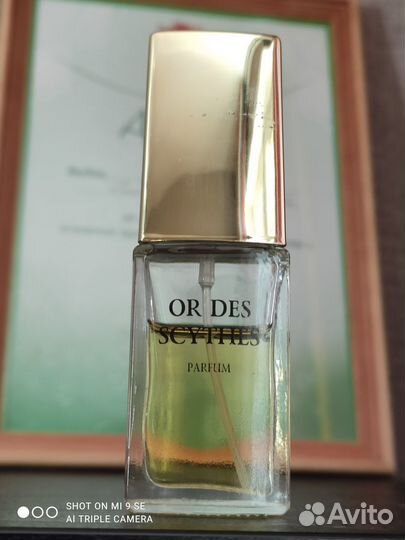 OR DES
SCYTHES
PARFUM
SHOT ON MI 9 SE
AI TRIPLE CAMERA
Avito